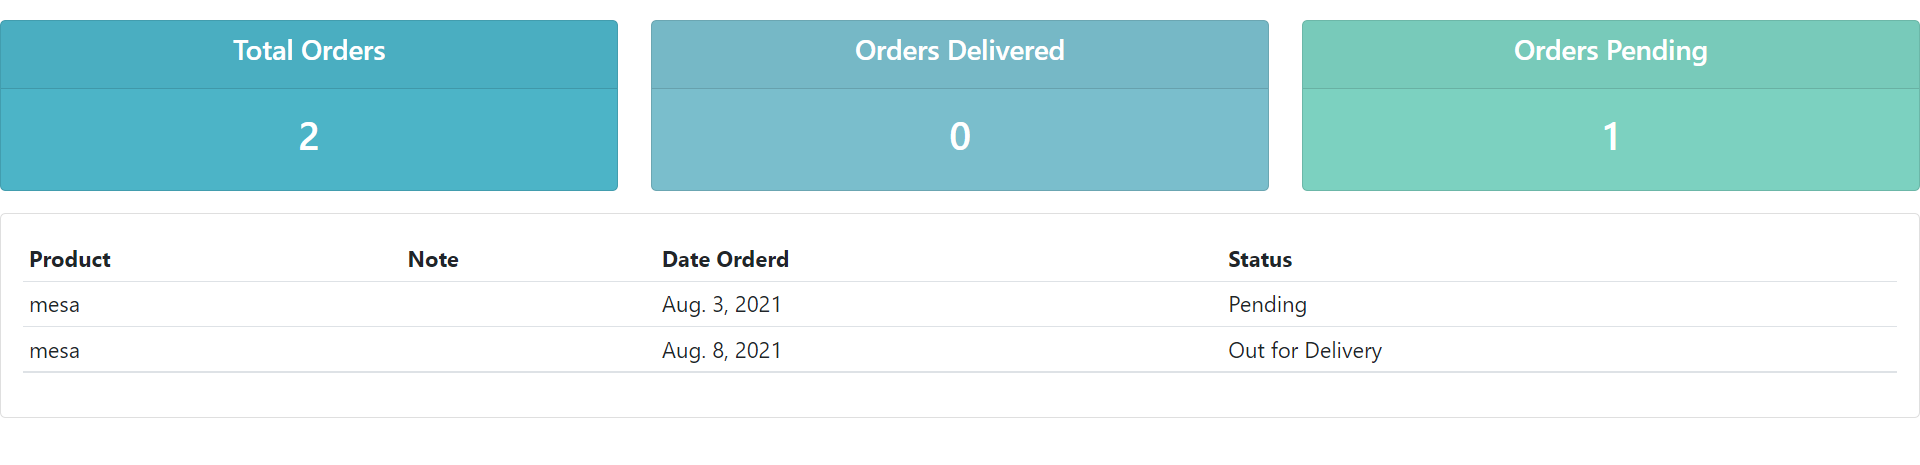 Total Orders
2
Orders Delivered
0
Orders Pending
1
Product Note Date Orderd Status
mesa Aug. 3, 2021 Pending
mesa Aug. 8, 2021 Out for Delivery